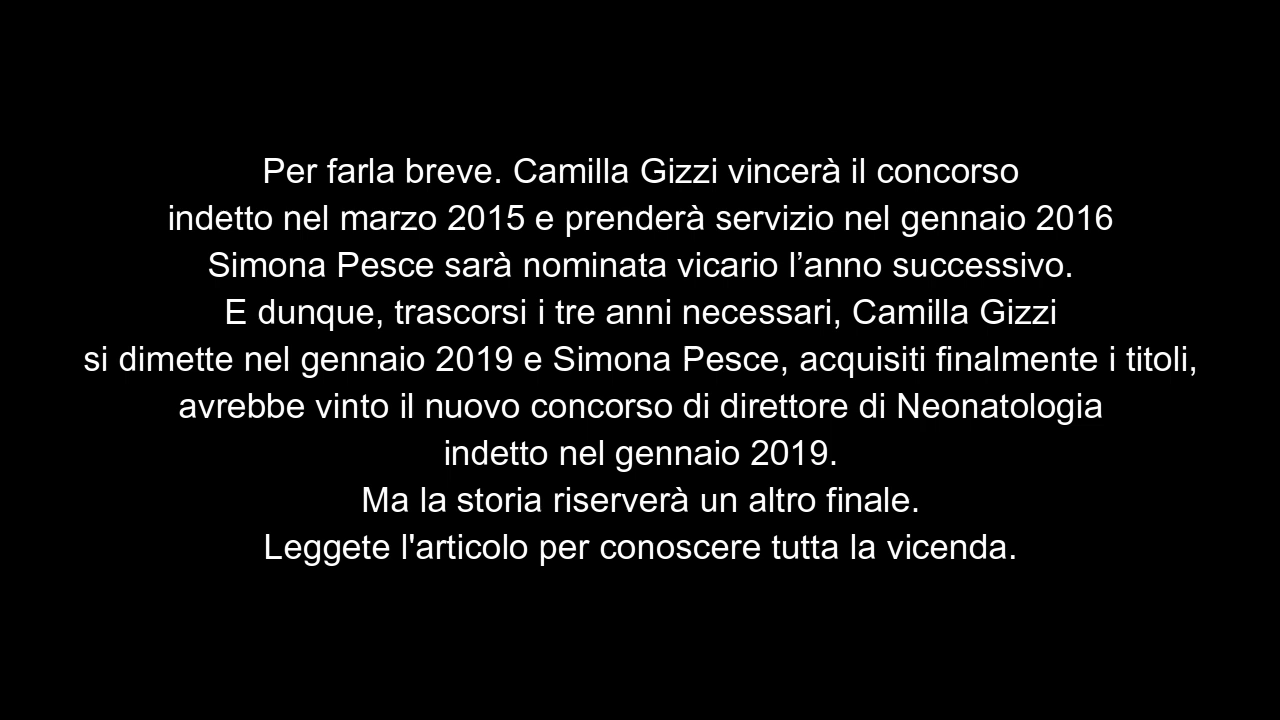 Per farla breve. Camilla Gizzi vincerà il concorso
indetto nel marzo 2015 e prenderà servizio nel gennaio 2016
Simona Pesce sarà nominata vicario l’anno successivo.
E dunque, trascorsi i tre anni necessari, Camilla Gizzi
si dimette nel gennaio 2019 e Simona Pesce, acquisiti finalmente i titoli,
avrebbe vinto il nuovo concorso di direttore di Neonatologia
indetto nel gennaio 2019.
Ma la storia riserverà un altro finale.
Leggete l'articolo per conoscere tutta la vicenda.